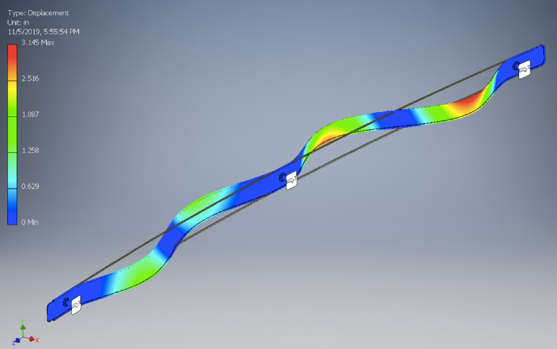 Type: Displacement
Unit: in
11/5/2019, 5:55:54 PM
3.145 Max
2.516
1.887
1.258
0.629
0 Min